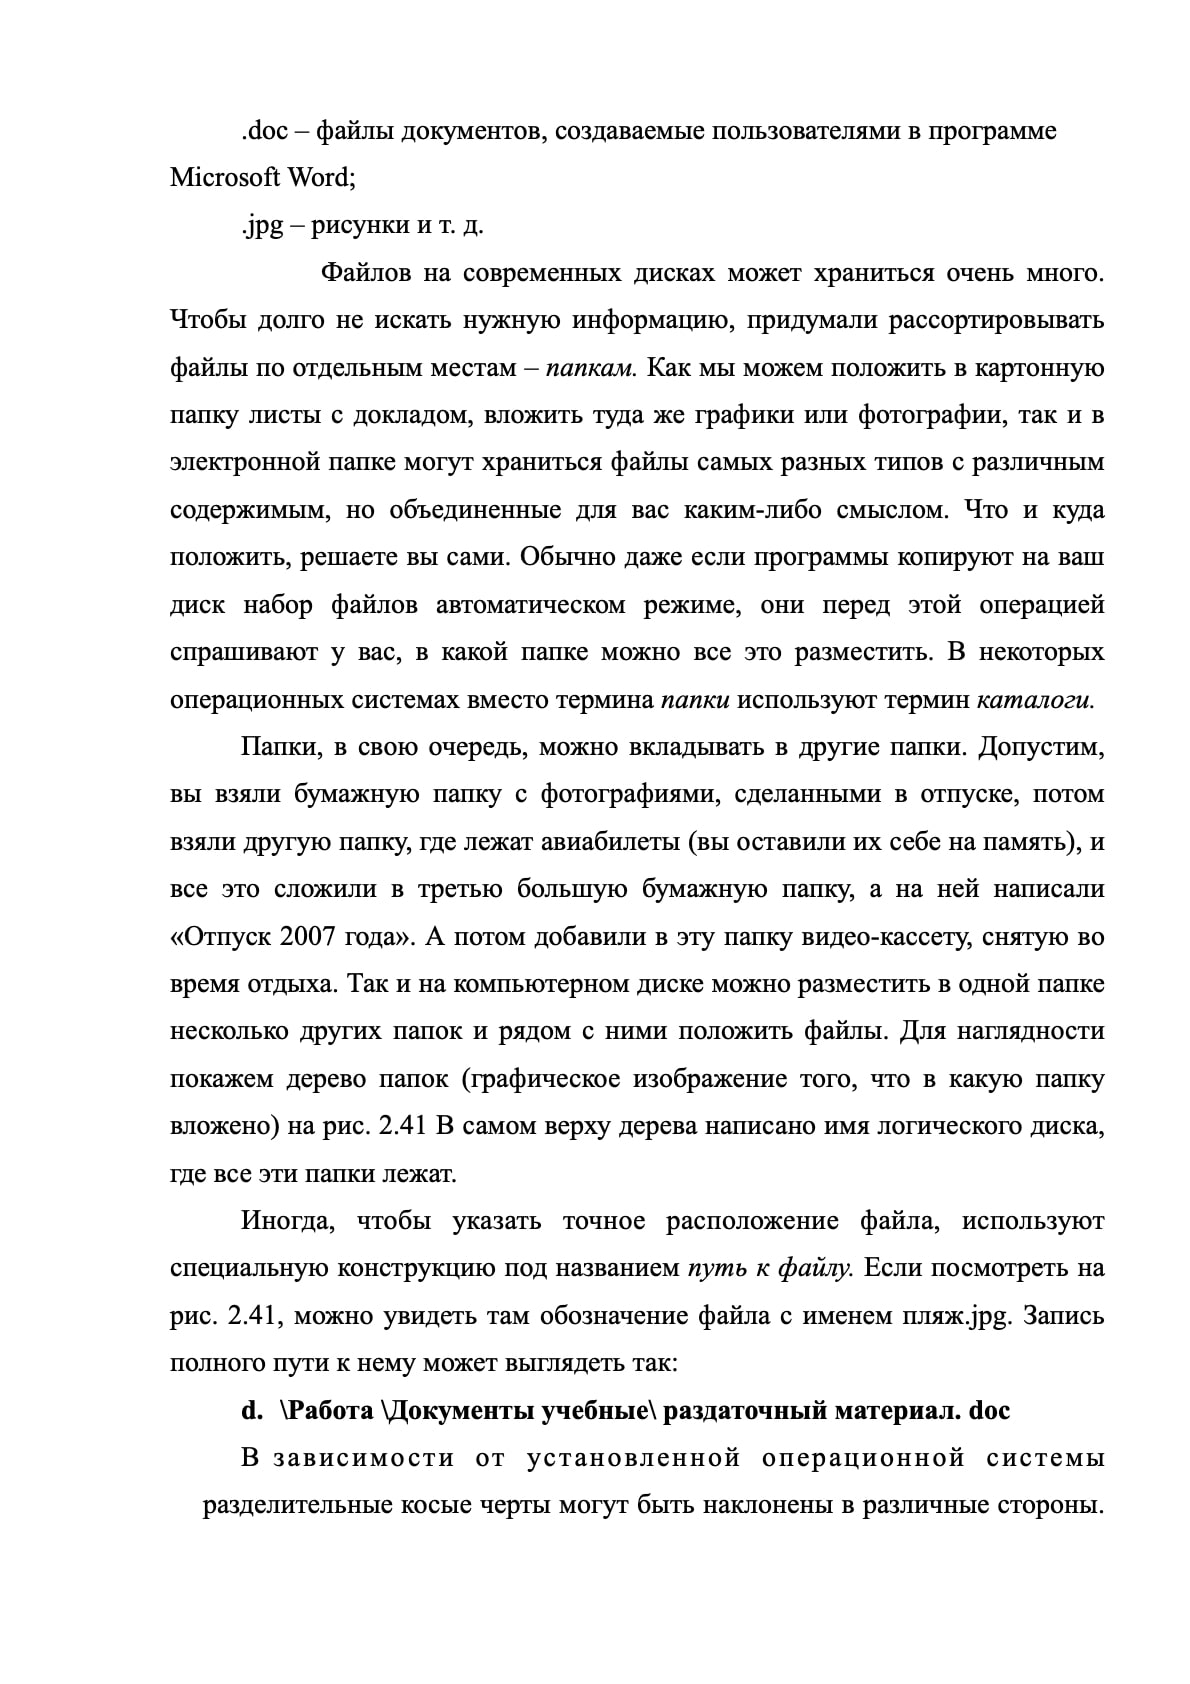 .doc – файлы документов, создаваемые пользователями в программе
Microsoft Word;
.jpg – рисунки и т. д.
Файлов на современных дисках может храниться очень много.
Чтобы долго не искать нужную информацию, придумали рассортировывать
файлы по отдельным местам – папкам. Как мы можем положить в картонную
папку листы с докладом, вложить туда же графики или фотографии, так и в
электронной папке могут храниться файлы самых разных типов с различным
содержимым, но объединенные для вас каким-либо смыслом. Что и куда
положить, решаете вы сами. Обычно даже если программы копируют на ваш
диск набор файлов автоматическом режиме, они перед этой операцией
спрашивают у вас, в какой папке можно все это разместить. В некоторых
операционных системах вместо термина папки используют термин каталоги.
Папки, в свою очередь, можно вкладывать в другие папки. Допустим,
вы взяли бумажную папку с фотографиями, сделанными в отпуске, потом
взяли другую папку, где лежат авиабилеты (вы оставили их себе на память), и
все это сложили в третью большую бумажную папку, а на ней написали
«Отпуск 2007 года». А потом добавили в эту папку видео-кассету, снятую во
время отдыха. Так и на компьютерном диске можно разместить в одной папке
несколько других папок и рядом с ними положить файлы. Для наглядности
покажем дерево папок (графическое изображение того, что в какую папку
вложено) на рис. 2.41 В самом верху дерева написано имя логического диска,
где все эти папки лежат.
Иногда, чтобы указать точное расположение файла, используют
специальную конструкцию под названием путь к файлу. Если посмотреть на
рис. 2.41, можно увидеть там обозначение файла с именем пляж.jpg. Запись
полного пути к нему может выглядеть так:
d. \Работа \Документы учебные\ раздаточный материал. doc
В зависимости от установленной операционной системы
разделительные косые черты могут быть наклонены в различные стороны.